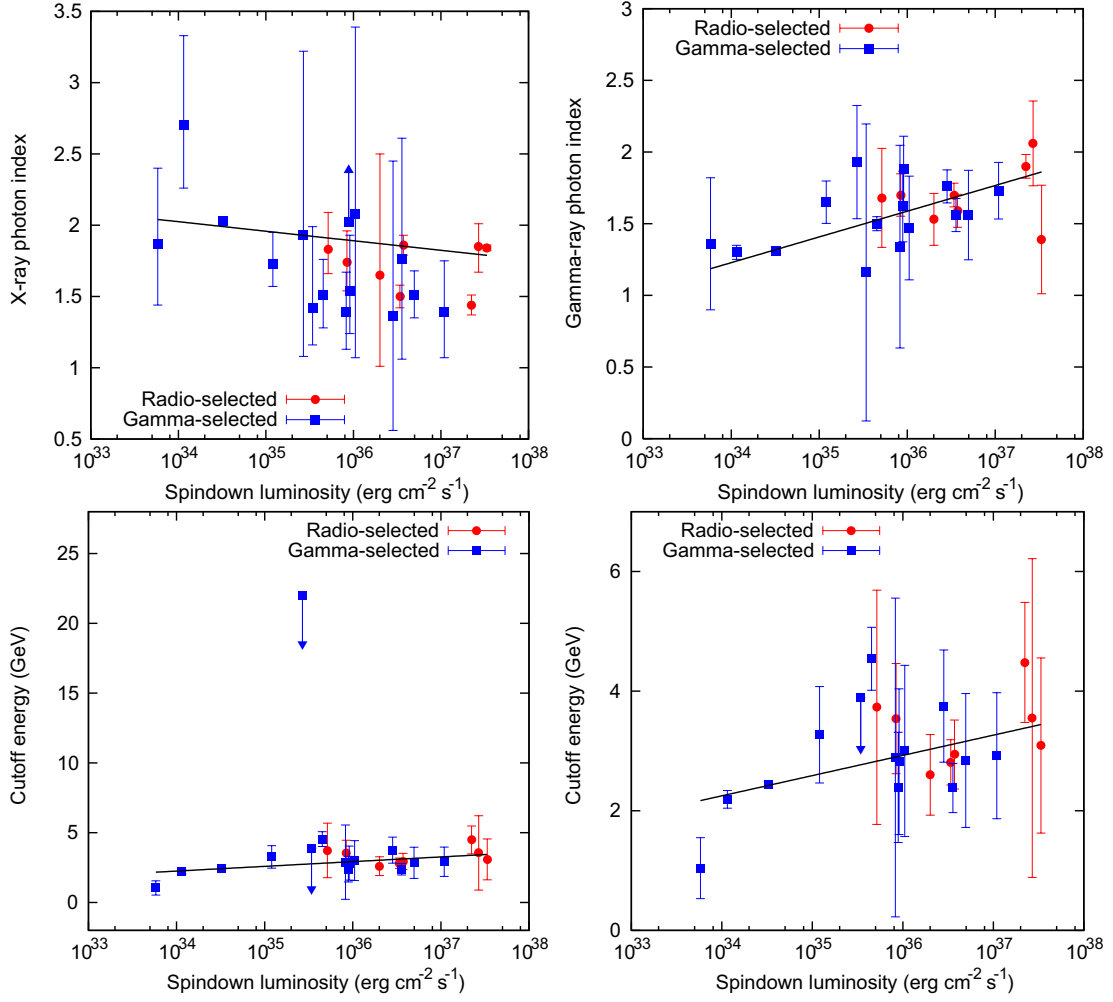 3.5
3
2.5
2
1.5
1
0.5
X-ray photon index
Radio-selected
Gamma-selected
10^33 10^34 10^35 10^36 10^37 10^38
Spindown luminosity (erg cm^-2 s^-1)
3
2.5
2
1.5
1
0.5
0
Gamma-ray photon index
Radio-selected
Gamma-selected
10^33 10^34 10^35 10^36 10^37 10^38
Spindown luminosity (erg cm^-2 s^-1)
25
20
15
10
5
0
Cutoff energy (GeV)
Radio-selected
Gamma-selected
10^33 10^34 10^35 10^36 10^37 10^38
Spindown luminosity (erg cm^-2 s^-1)
6
4
2
0
Cutoff energy (GeV)
Radio-selected
Gamma-selected
10^33 10^34 10^35 10^36 10^37 10^38
Spindown luminosity (erg cm^-2 s^-1)